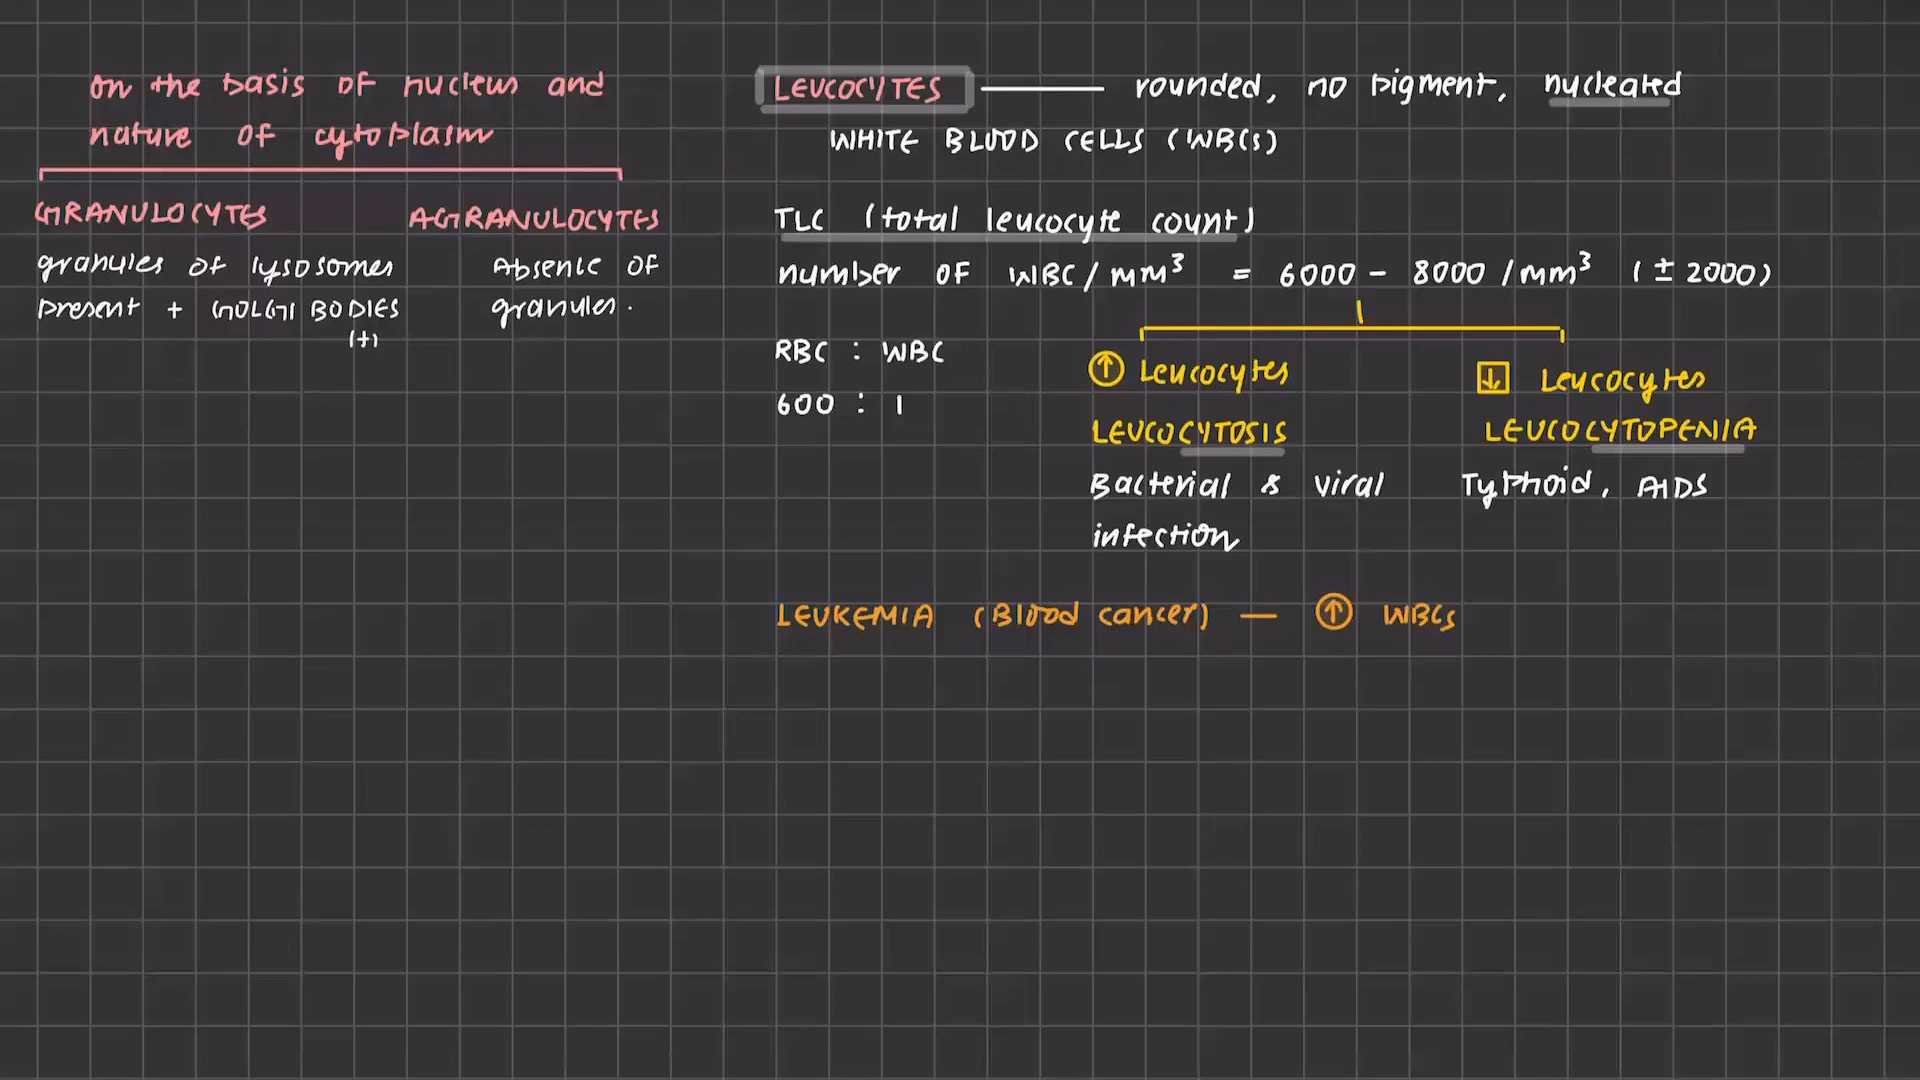 On the basis of nucleus and
nature of cytoplasm
GRANULOCYTES
granules of lysosomes
present + GOLGI BODIES
(+)
AGRANULOCYTES
Absence of
granules.
LEUCOCYTES — rounded, no pigment, nucleated
WHITE BLOOD CELLS (WBCs)
TLC (total leucocyte count)
number of WBC/mm³ = 6000 - 8000 /mm³ (± 2000)
RBC : WBC
600 : 1
↑ Leucocytes
LEUCOCYTOSIS
Bacterial & viral
infection
↓ Leucocytes
LEUCOCYTOPENIA
Typhoid, AIDS
LEUKEMIA (Blood cancer) — ↑ WBCs